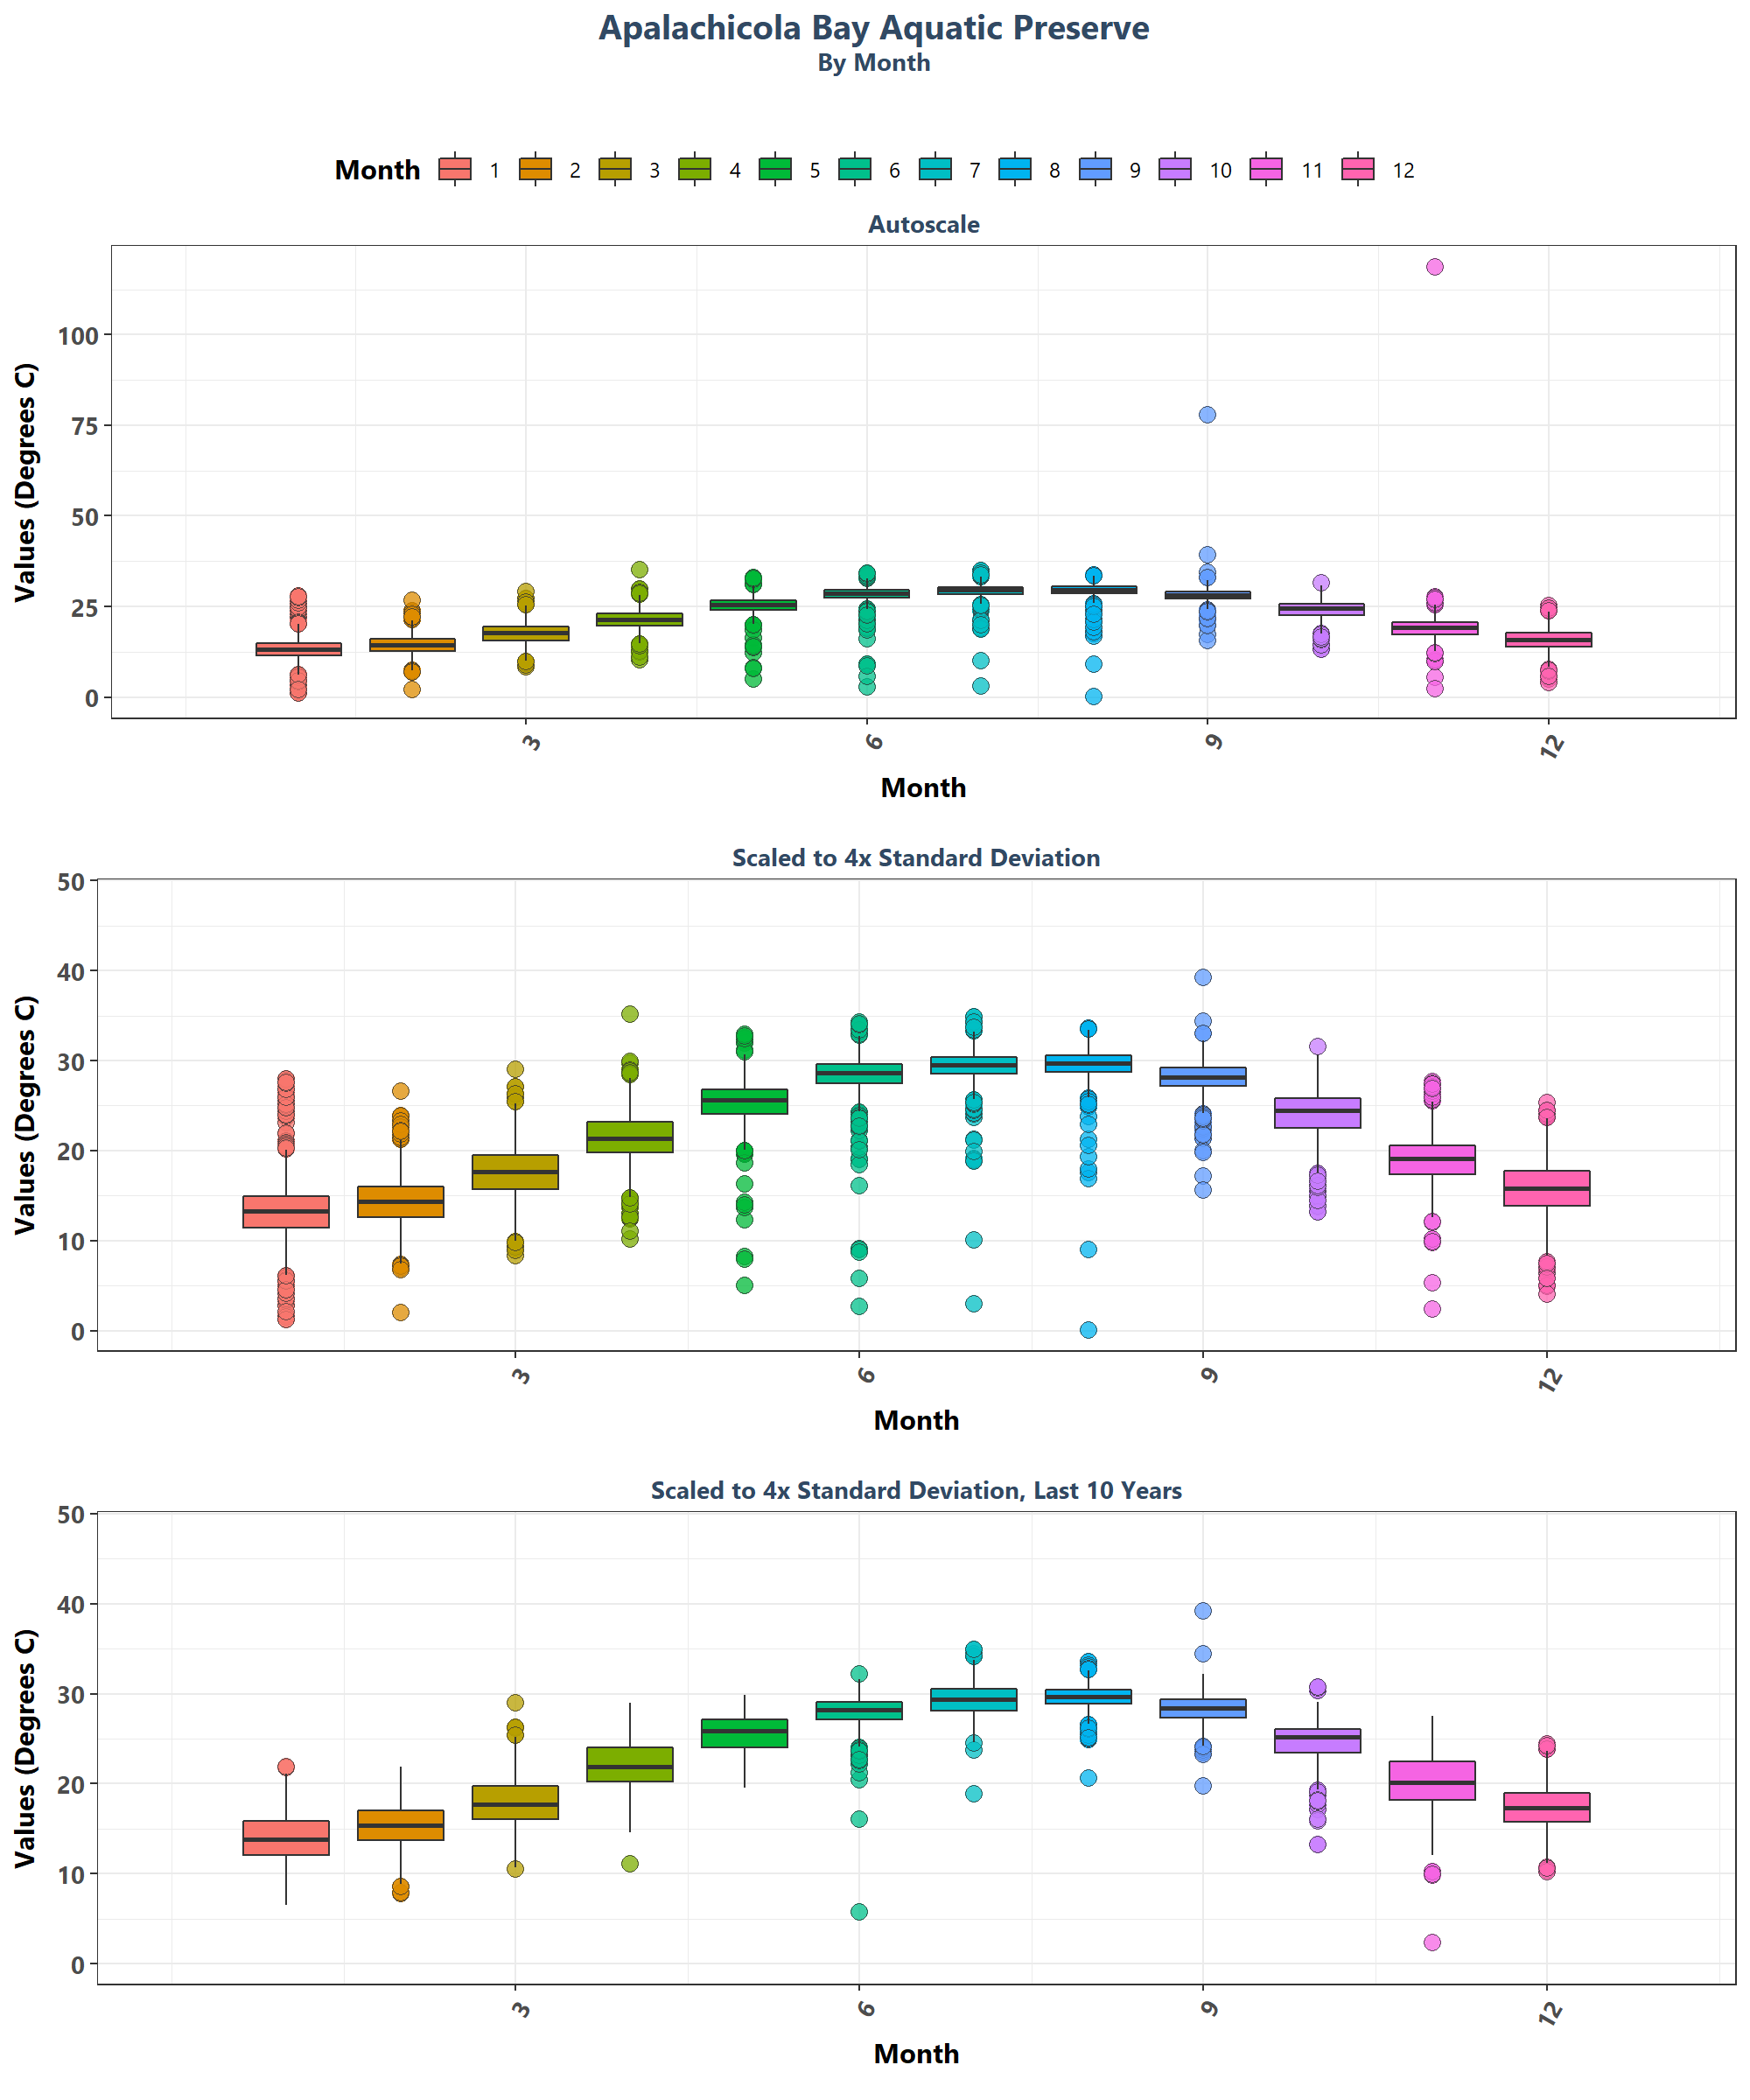 Apalachicola Bay Aquatic Preserve
By Month
Month 1 2 3 4 5 6 7 8 9 10 11 12
Autoscale
Values (Degrees C)
100
75
50
25
0
3 6 9 12
Month
Scaled to 4x Standard Deviation
Values (Degrees C)
50
40
30
20
10
0
3 6 9 12
Month
Scaled to 4x Standard Deviation, Last 10 Years
Values (Degrees C)
50
40
30
20
10
0
3 6 9 12
Month